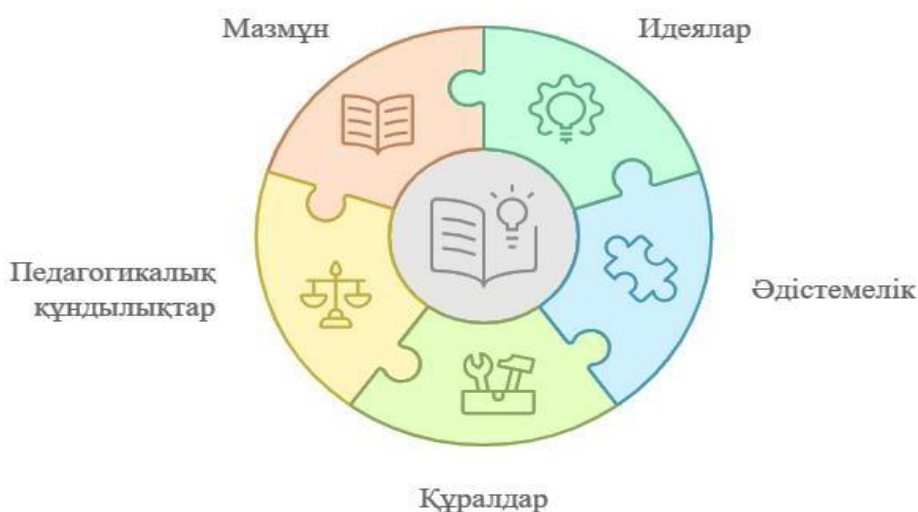 Мазмұн
Идеялар
Педагогикалық
құндылықтар
Әдістемелік
Құралдар